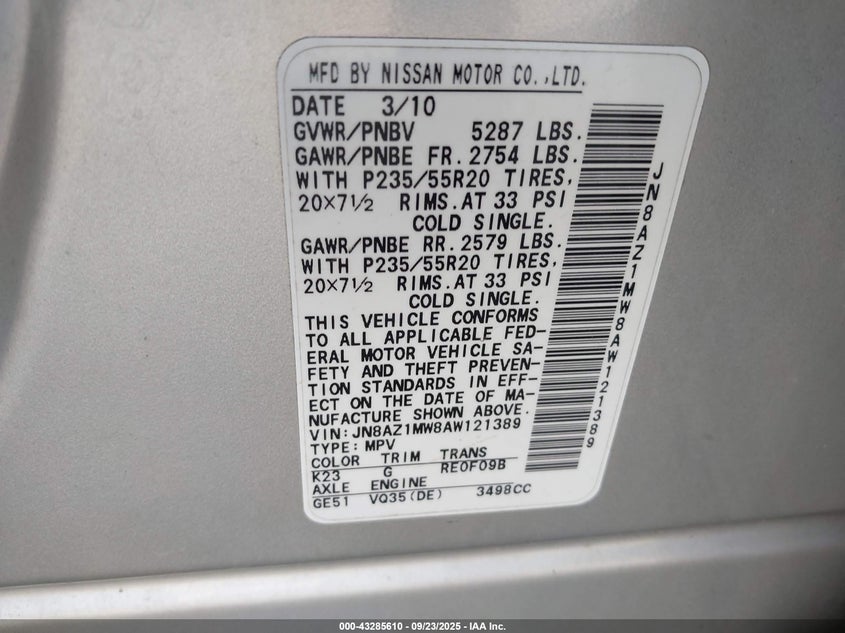 MFD BY NISSAN MOTOR CO.,LTD.
DATE 3/10
GVWR/PNBV 5287 LBS.
GAWR/PNBE FR. 2754 LBS.
WITH P235/55R20 TIRES,
20×7½ RIMS. AT 33 PSI
COLD SINGLE.
GAWR/PNBE RR. 2579 LBS.
WITH P235/55R20 TIRES,
20×7½ RIMS. AT 33 PSI
COLD SINGLE.
THIS VEHICLE CONFORMS
TO ALL APPLICABLE FED-
ERAL MOTOR VEHICLE SA-
FETY AND THEFT PREVEN-
TION STANDARDS IN EFF-
ECT ON THE DATE OF MA-
NUFACTURE SHOWN ABOVE.
VIN:JN8AZ1MW8AW121389
TYPE: MPV
COLOR TRIM TRANS
K23 G RE0F09B
AXLE ENGINE
GE51 VQ35(DE) 3498CC
JN8AZ1MW8AW121389
000-43285610 - 09/23/2025 - IAA Inc.